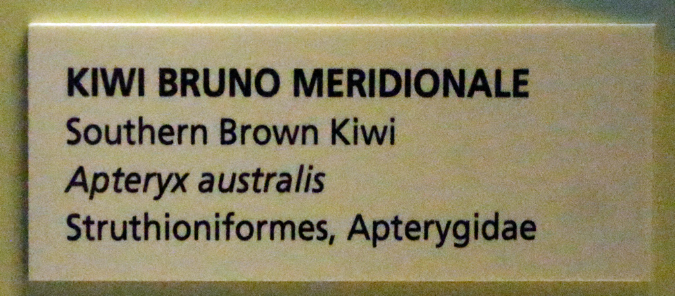 KIWI BRUNO MERIDIONALE
Southern Brown Kiwi
Apteryx australis
Struthioniformes, Apterygidae